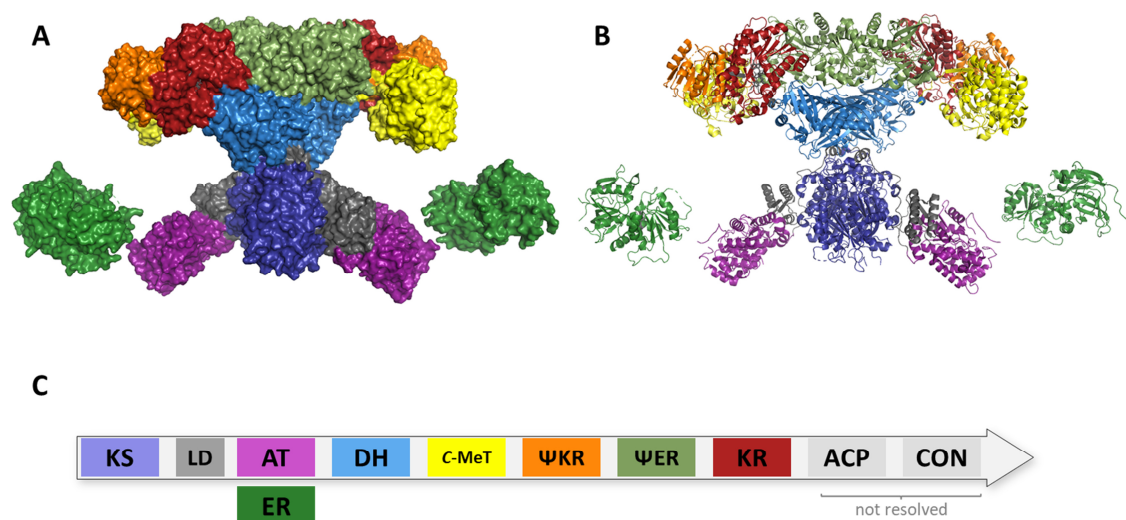 A
B
C
KS LD AT DH C-MeT ΨKR ΨER KR ACP CON
ER
not resolved